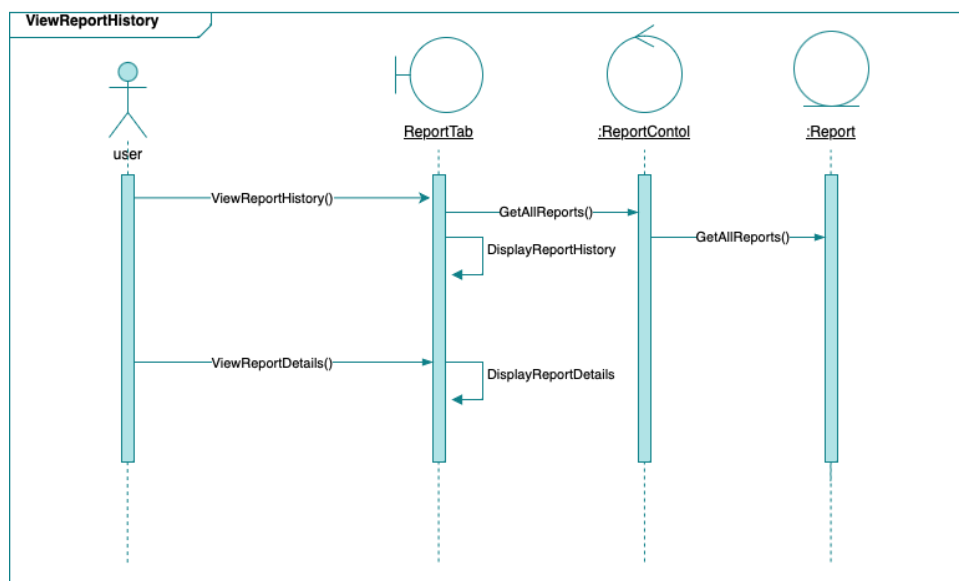 ViewReportHistory
user
ReportTab
:ReportContol
:Report
ViewReportHistory()
GetAllReports()
GetAllReports()
DisplayReportHistory
ViewReportDetails()
DisplayReportDetails